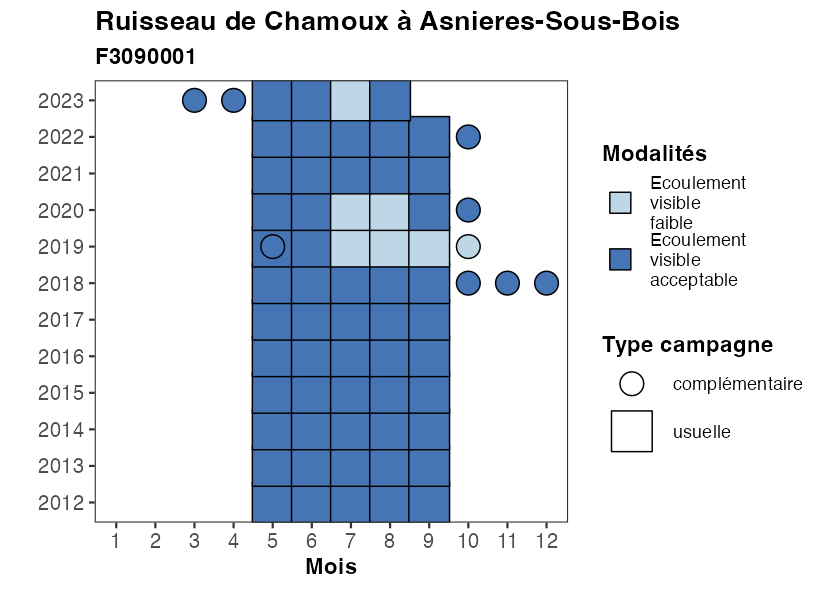 Ruisseau de Chamoux à Asnieres-Sous-Bois
F3090001
2023
2022
2021
2020
2019
2018
2017
2016
2015
2014
2013
2012
1 2 3 4 5 6 7 8 9 10 11 12
Mois
Modalités
Ecoulement
visible
faible
Ecoulement
visible
acceptable
Type campagne
complémentaire
usuelle